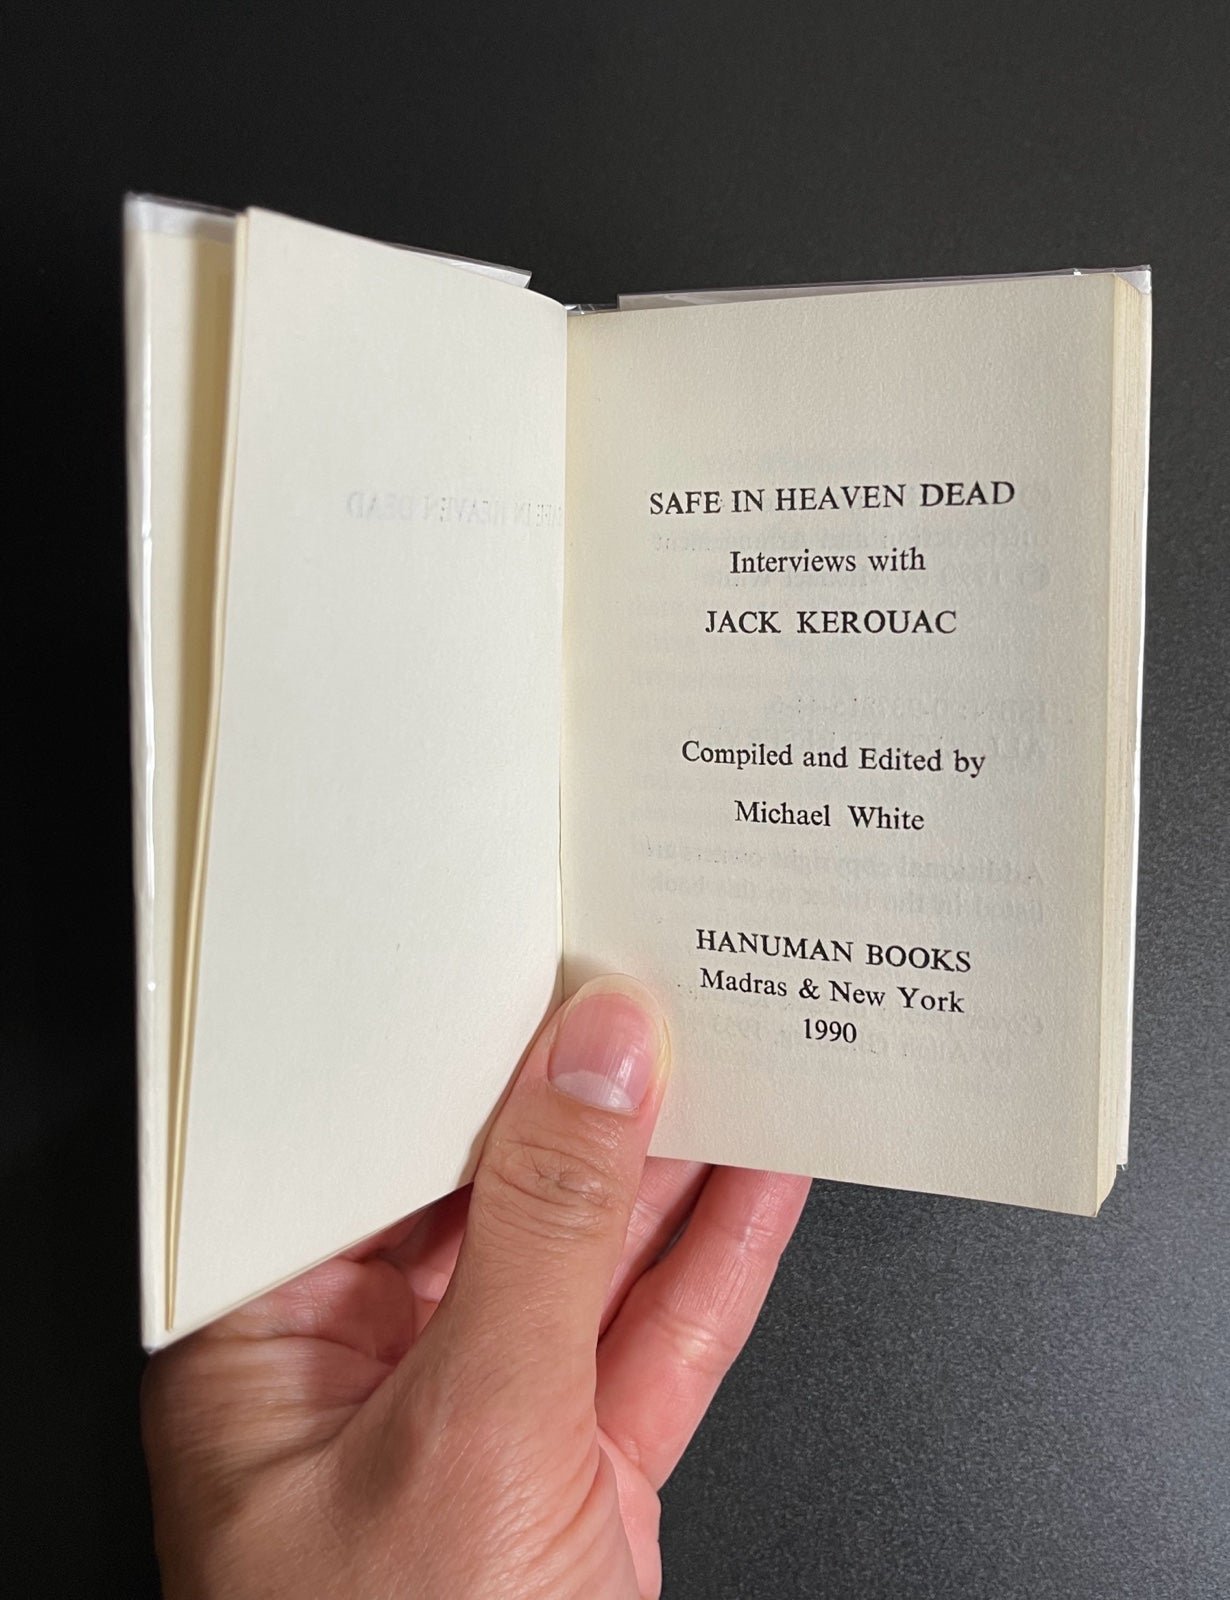 SAFE IN HEAVEN DEAD
Interviews with
JACK KEROUAC
Compiled and Edited by
Michael White
HANUMAN BOOKS
Madras & New York
1990